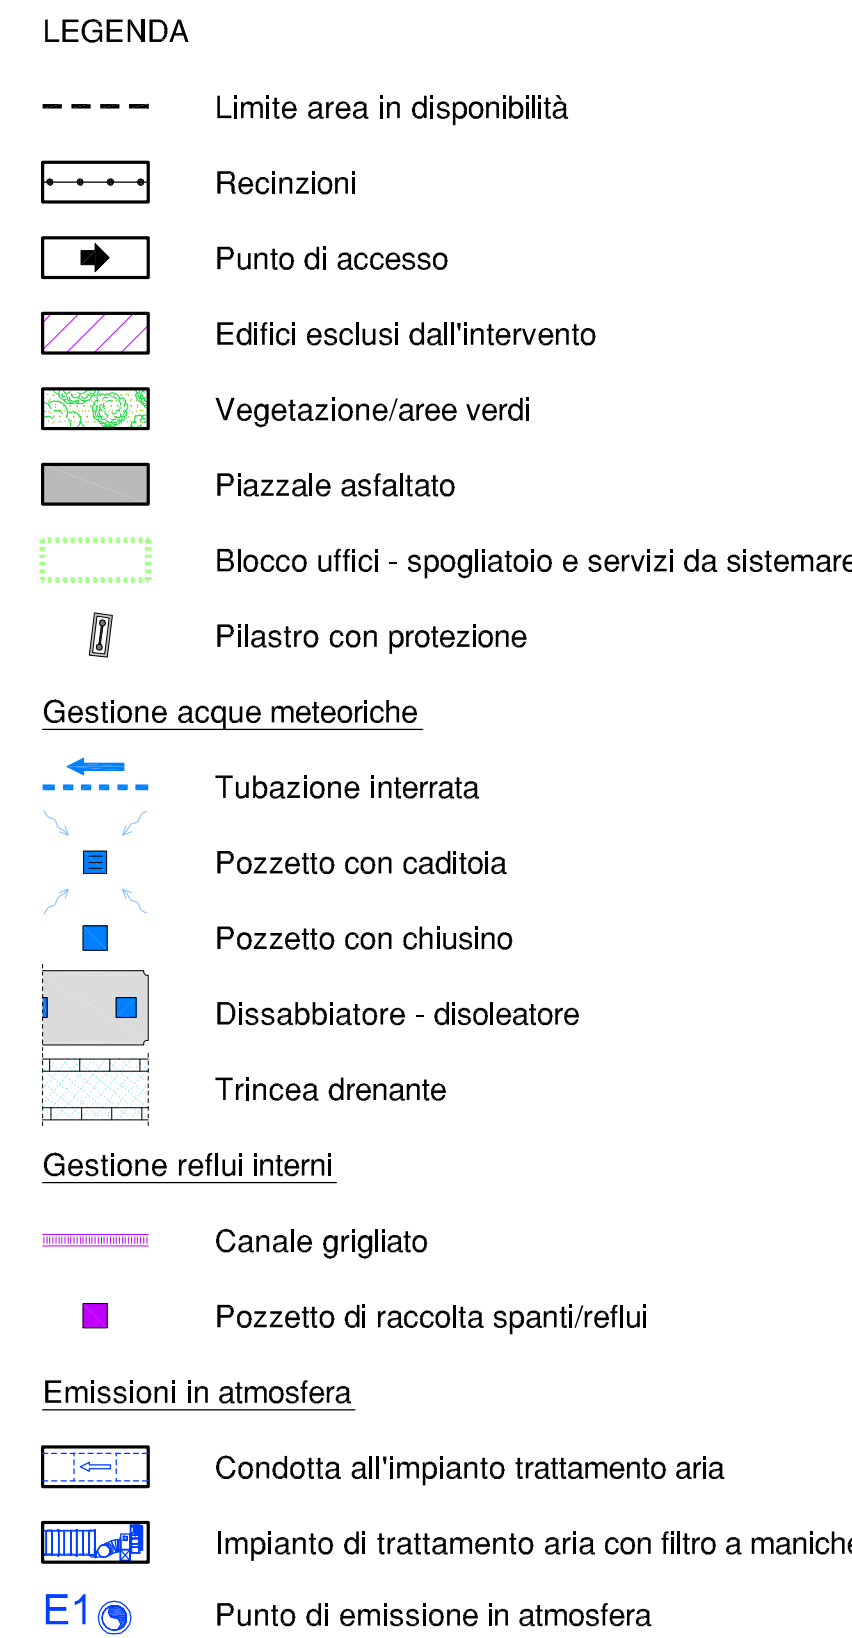 LEGENDA
Limite area in disponibilità
Recinzioni
Punto di accesso
Edifici esclusi dall'intervento
Vegetazione/aree verdi
Piazzale asfaltato
Blocco uffici - spogliatoio e servizi da sistemare
Pilastro con protezione
Gestione acque meteoriche
Tubazione interrata
Pozzetto con caditoia
Pozzetto con chiusino
Dissabbiatore - disoleatore
Trincea drenante
Gestione reflui interni
Canale grigliato
Pozzetto di raccolta spanti/reflui
Emissioni in atmosfera
Condotta all'impianto trattamento aria
Impianto di trattamento aria con filtro a maniche
E1 Punto di emissione in atmosfera